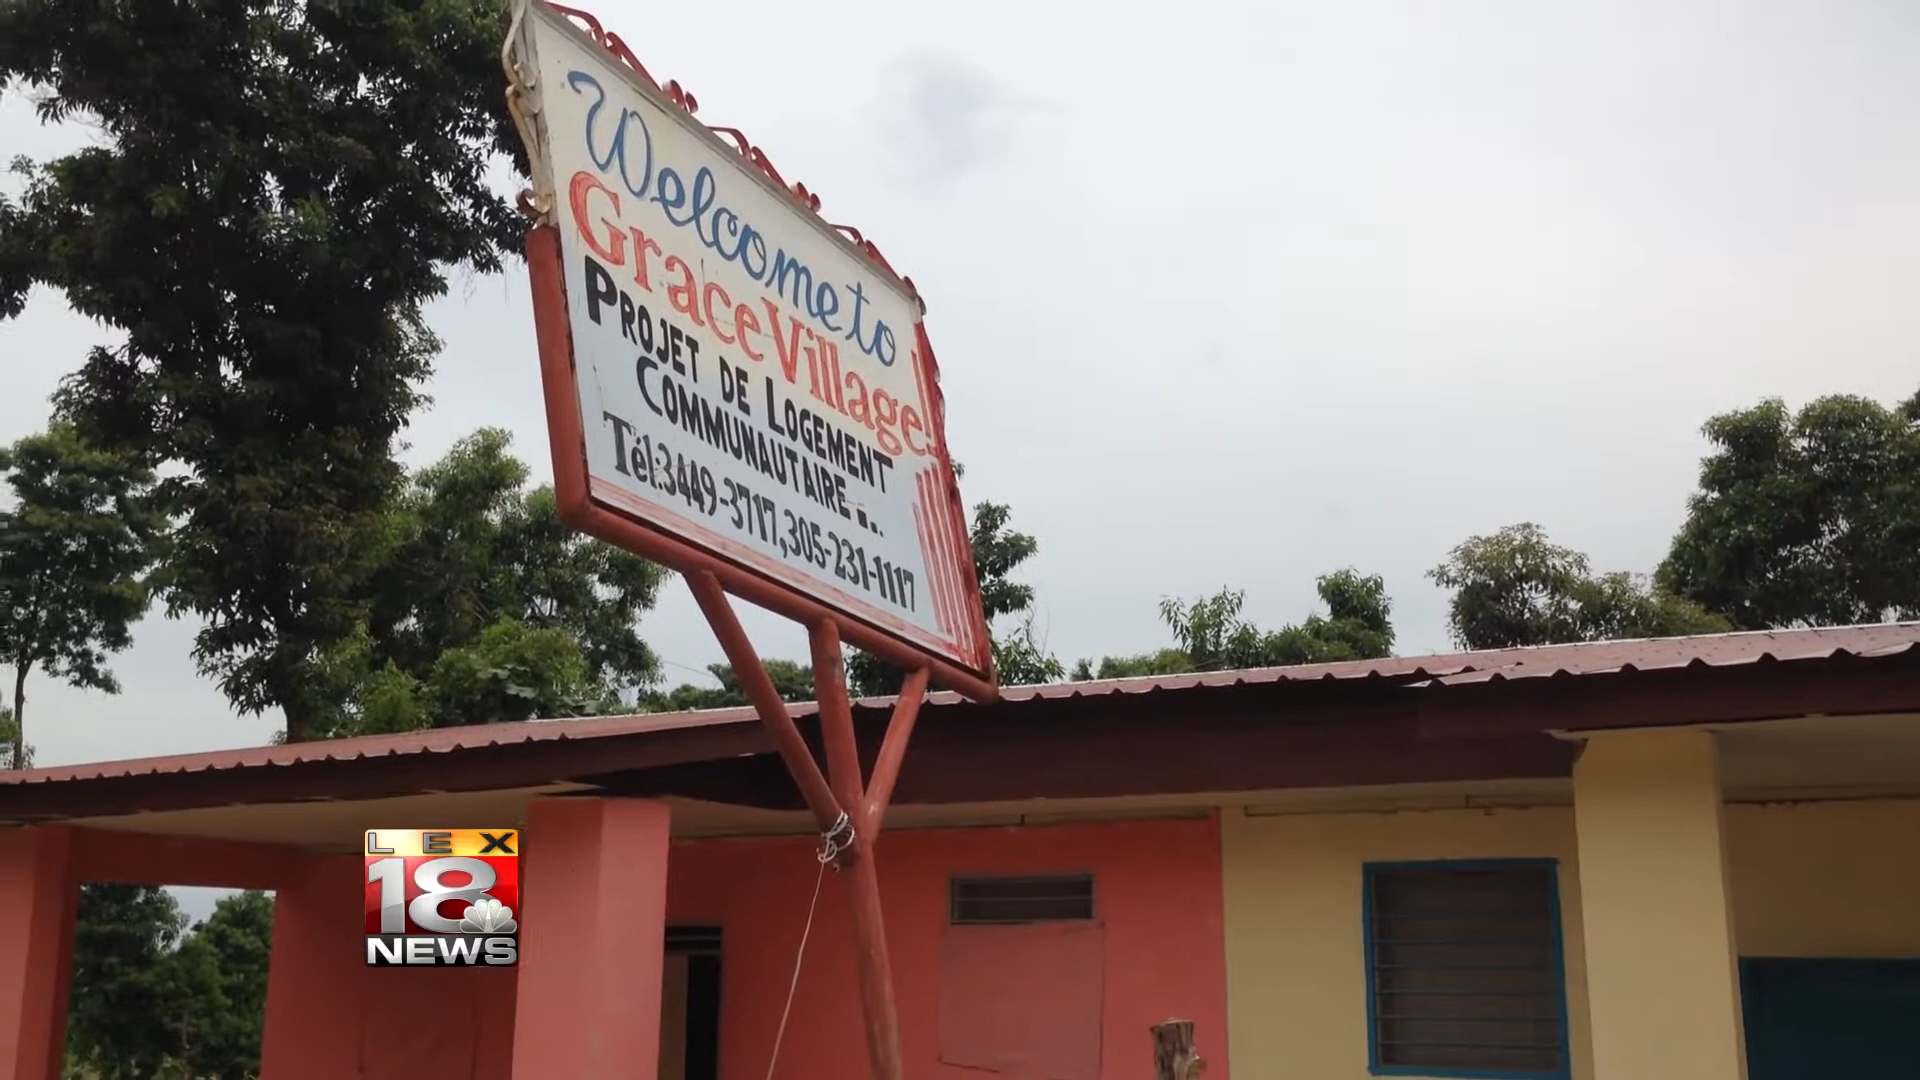 Welcome to
Grace Village!
PROJET DE LOGEMENT
COMMUNAUTAIRE...
Tél:3449-3717,305-231-1117
LEX
18
NEWS